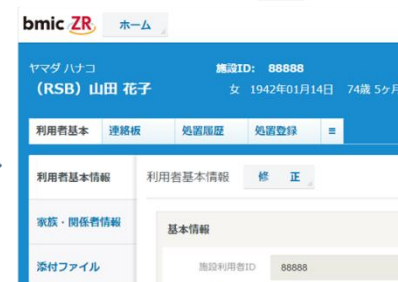 bmic ZR ホーム
ヤマダ ハナコ 施設ID: 88888
（RSB）山田 花子 女 1942年01月14日 74歳 5ヶ月
利用者基本 連絡板 処置履歴 処置登録 ≡
利用者基本情報 利用者基本情報 修 正
家族・関係者情報 基本情報
添付ファイル 施設利用者ID 88888